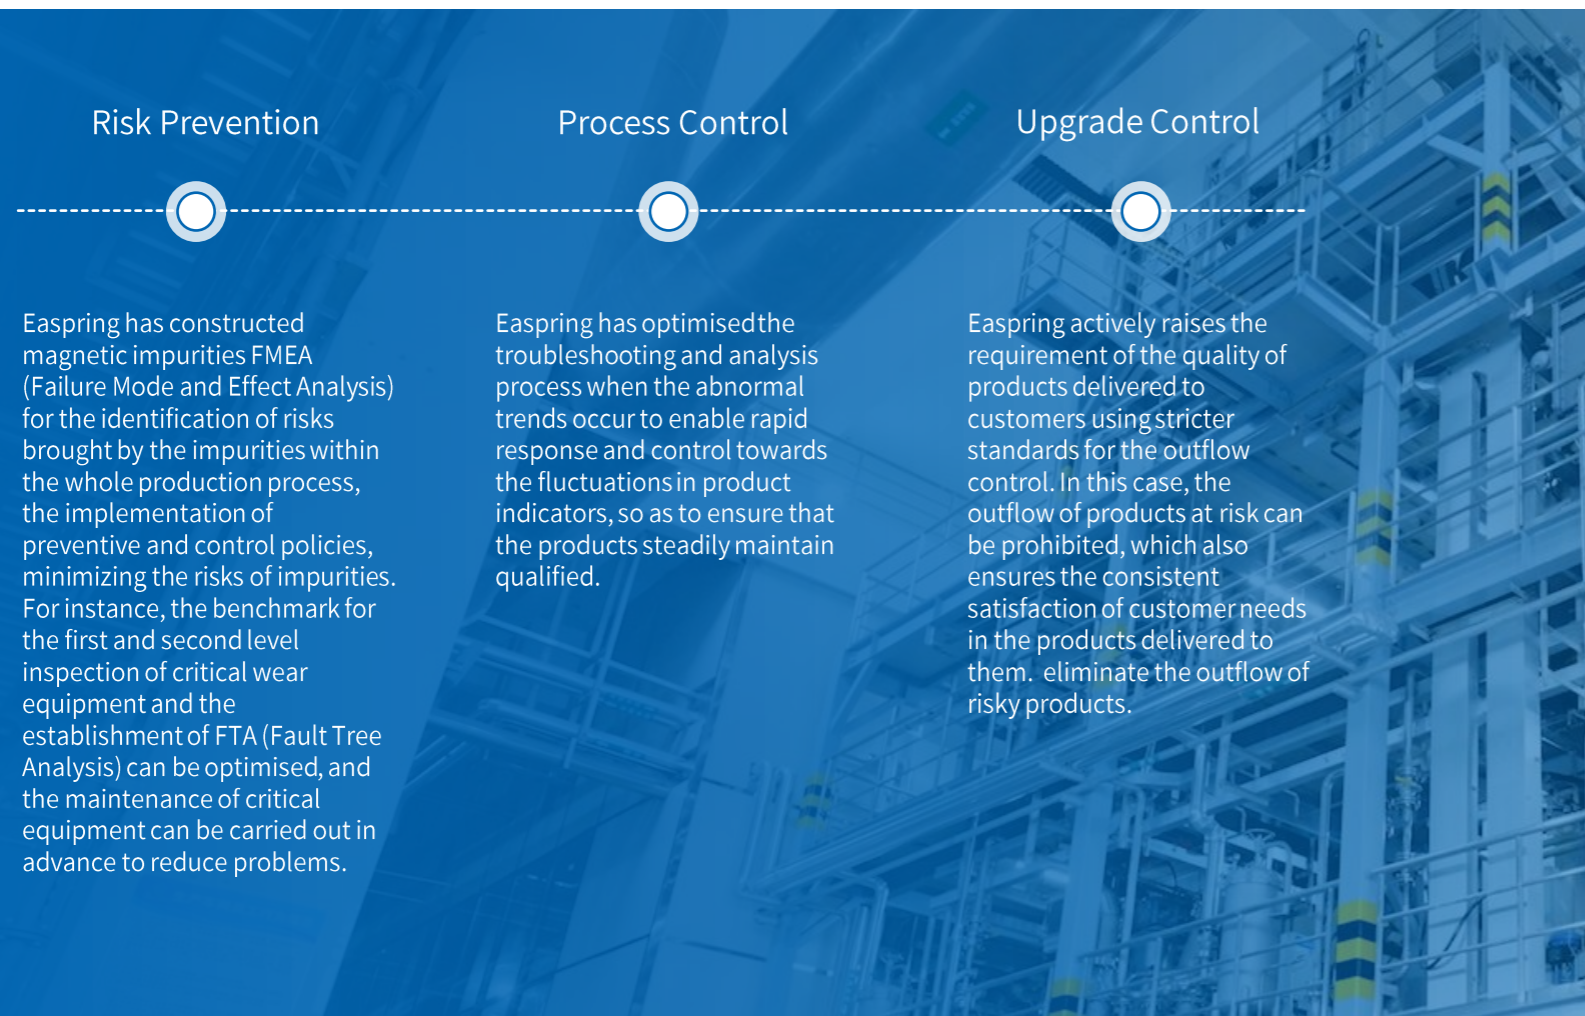 Risk Prevention
Easpring has constructed
magnetic impurities FMEA
(Failure Mode and Effect Analysis)
for the identification of risks
brought by the impurities within
the whole production process,
the implementation of
preventive and control policies,
minimizing the risks of impurities.
For instance, the benchmark for
the first and second level
inspection of critical wear
equipment and the
establishment of FTA (Fault Tree
Analysis) can be optimised, and
the maintenance of critical
equipment can be carried out in
advance to reduce problems.
Process Control
Easpring has optimised the
troubleshooting and analysis
process when the abnormal
trends occur to enable rapid
response and control towards
the fluctuations in product
indicators, so as to ensure that
the products steadily maintain
qualified.
Upgrade Control
Easpring actively raises the
requirement of the quality of
products delivered to
customers using stricter
standards for the outflow
control. In this case, the
outflow of products at risk can
be prohibited, which also
ensures the consistent
satisfaction of customer needs
in the products delivered to
them.  eliminate the outflow of
risky products.